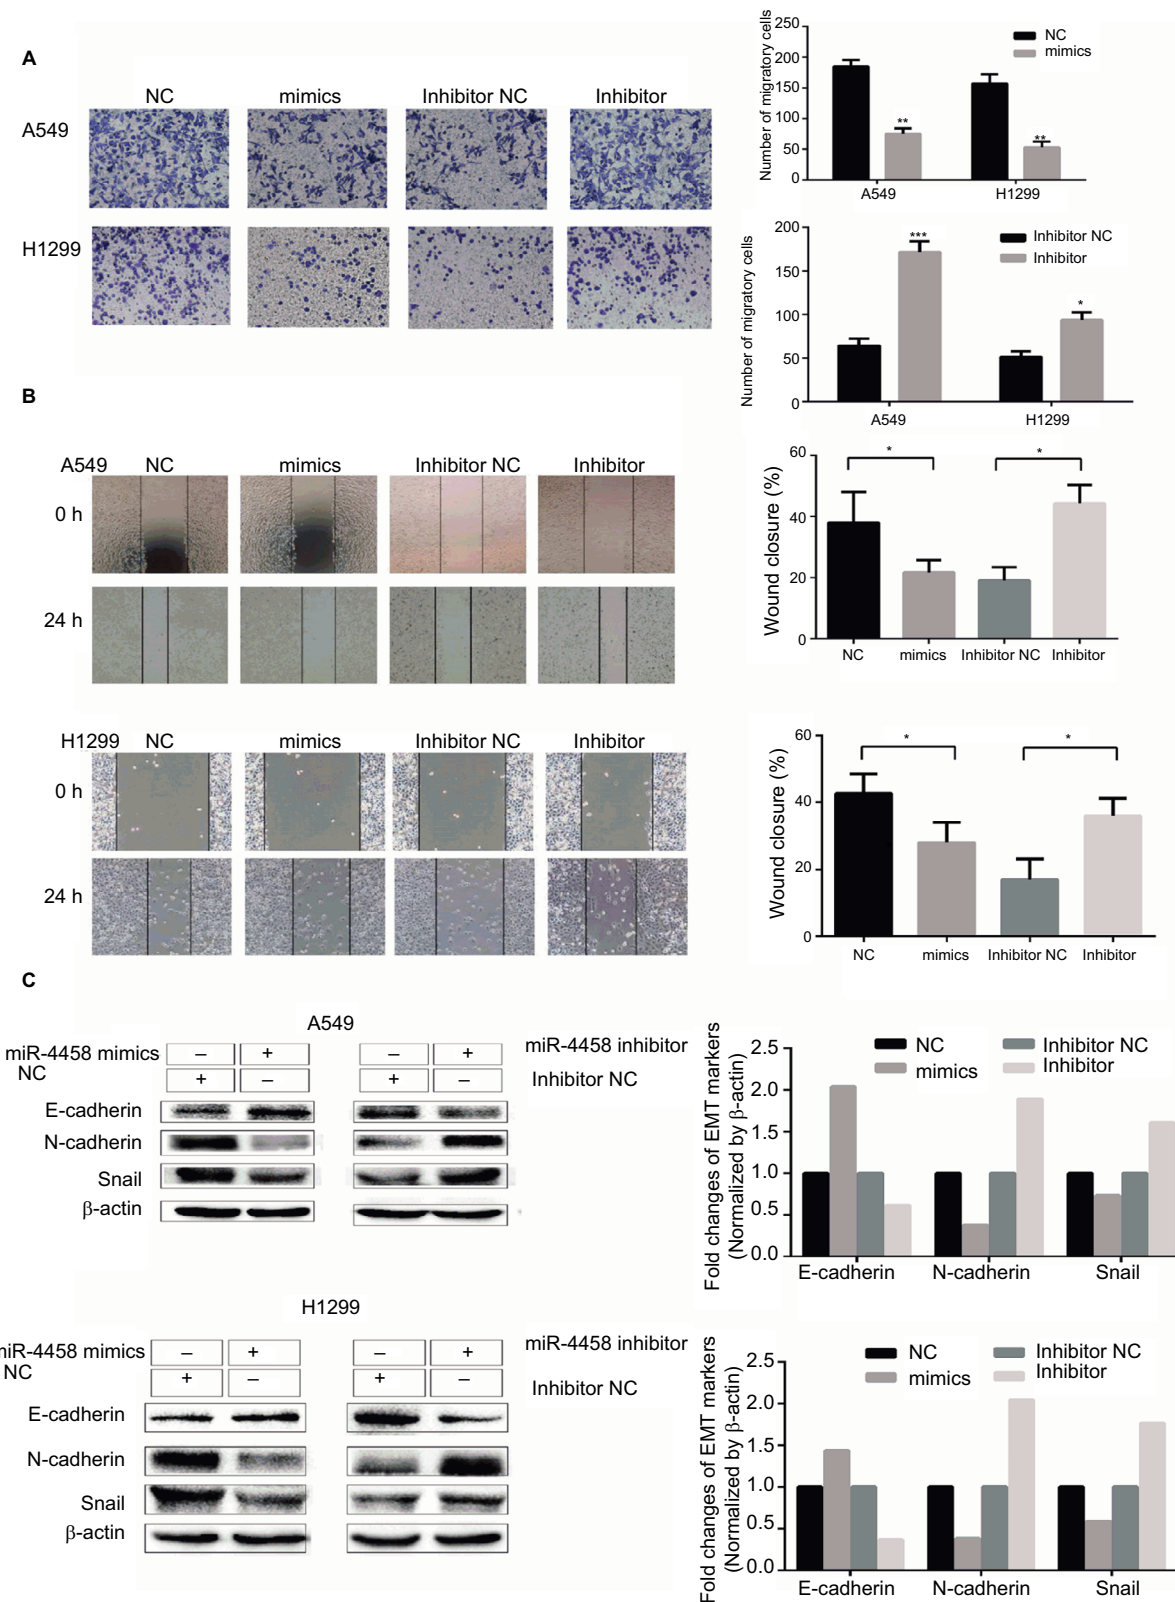 A
NC mimics Inhibitor NC Inhibitor
A549
H1299
Number of migratory cells
250
200
150
100
50
0
NC
mimics
**
**
A549 H1299
Number of migratory cells
200
150
100
50
0
Inhibitor NC
Inhibitor
***
*
A549 H1299
B
A549 NC mimics Inhibitor NC Inhibitor
0 h
24 h
Wound closure (%)
60
40
20
0
*
*
NC mimics Inhibitor NC Inhibitor
H1299 NC mimics Inhibitor NC Inhibitor
0 h
24 h
Wound closure (%)
60
40
20
0
*
*
NC mimics Inhibitor NC Inhibitor
C
A549
miR-4458 mimics – + – + miR-4458 inhibitor
NC + – + – Inhibitor NC
E-cadherin
N-cadherin
Snail
β-actin
Fold changes of EMT markers
(Normalized by β-actin)
2.5
2.0
1.5
1.0
0.5
0.0
NC
mimics
Inhibitor NC
Inhibitor
E-cadherin N-cadherin Snail
H1299
miR-4458 mimics – + – + miR-4458 inhibitor
NC + – + – Inhibitor NC
E-cadherin
N-cadherin
Snail
β-actin
Fold changes of EMT markers
(Normalized by β-actin)
2.5
2.0
1.5
1.0
0.5
0.0
NC
mimics
Inhibitor NC
Inhibitor
E-cadherin N-cadherin Snail